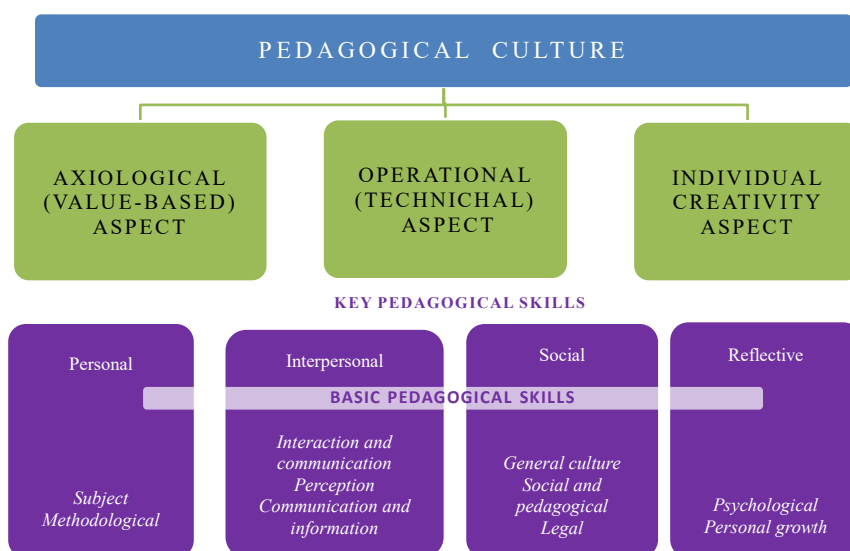 PEDAGOGICAL CULTURE
AXIOLOGICAL
(VALUE-BASED)
ASPECT
OPERATIONAL
(TECHNICHAL)
ASPECT
INDIVIDUAL
CREATIVITY
ASPECT
KEY PEDAGOGICAL SKILLS
Personal
Interpersonal
Social
Reflective
BASIC PEDAGOGICAL SKILLS
Subject
Methodological
Interaction and
communication
Perception
Communication and
information
General culture
Social and
pedagogical
Legal
Psychological
Personal growth